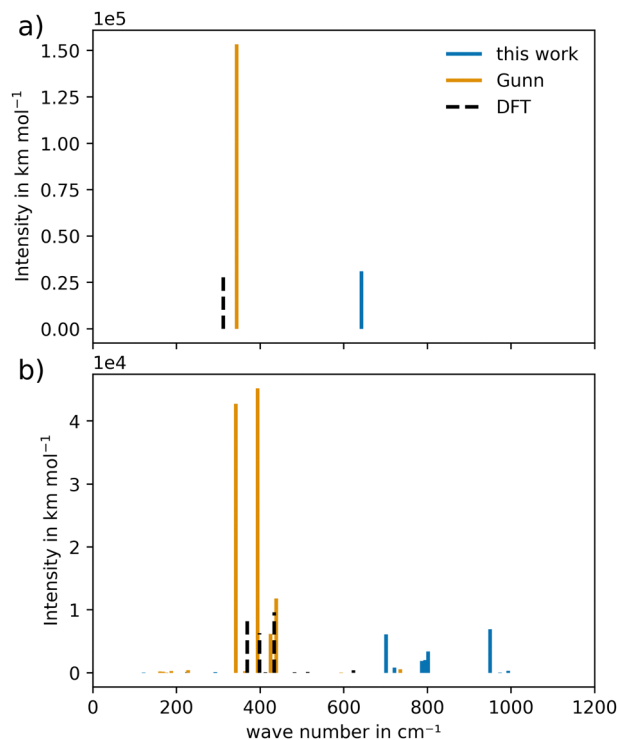 a)
1e5
1.50
1.25
1.00
0.75
0.50
0.25
0.00
Intensity in km mol⁻¹
this work
Gunn
DFT
b)
1e4
4
3
2
1
0
Intensity in km mol⁻¹
0 200 400 600 800 1000 1200
wave number in cm⁻¹